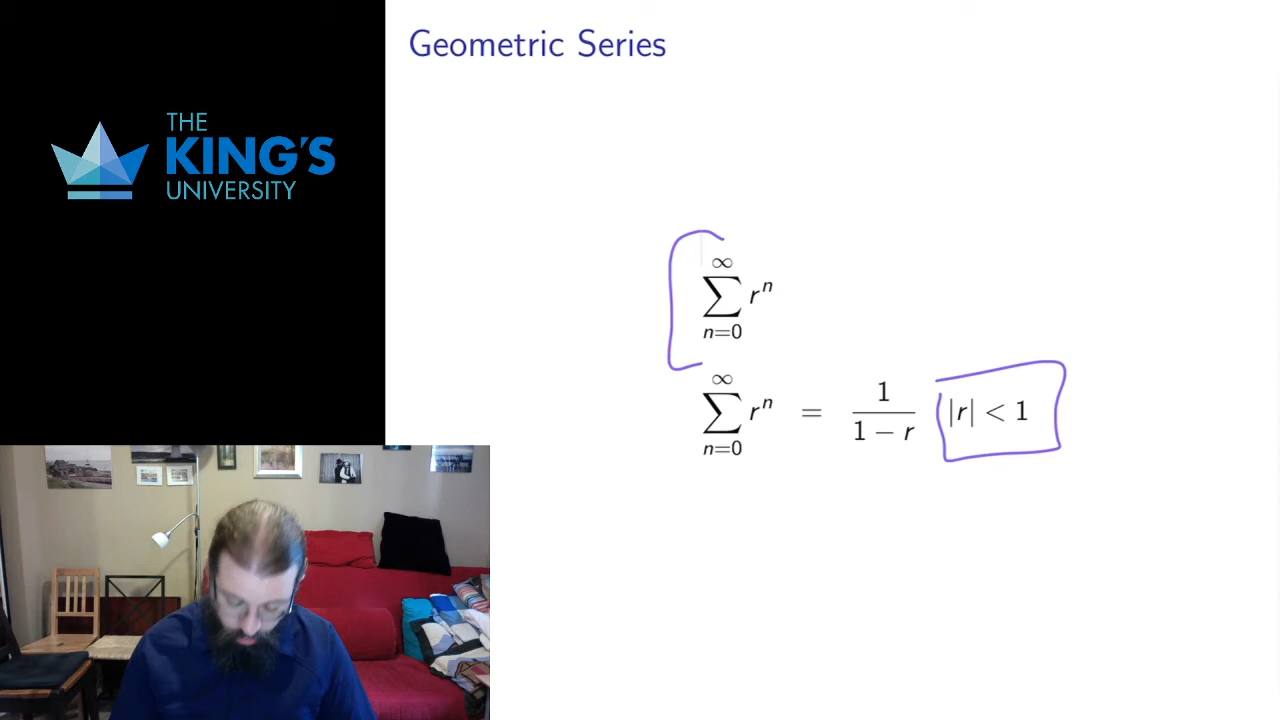 THE
KING'S
UNIVERSITY
Geometric Series
∞
∑ rⁿ
n=0
∞
∑ rⁿ = 1/(1 − r) |r| < 1
n=0